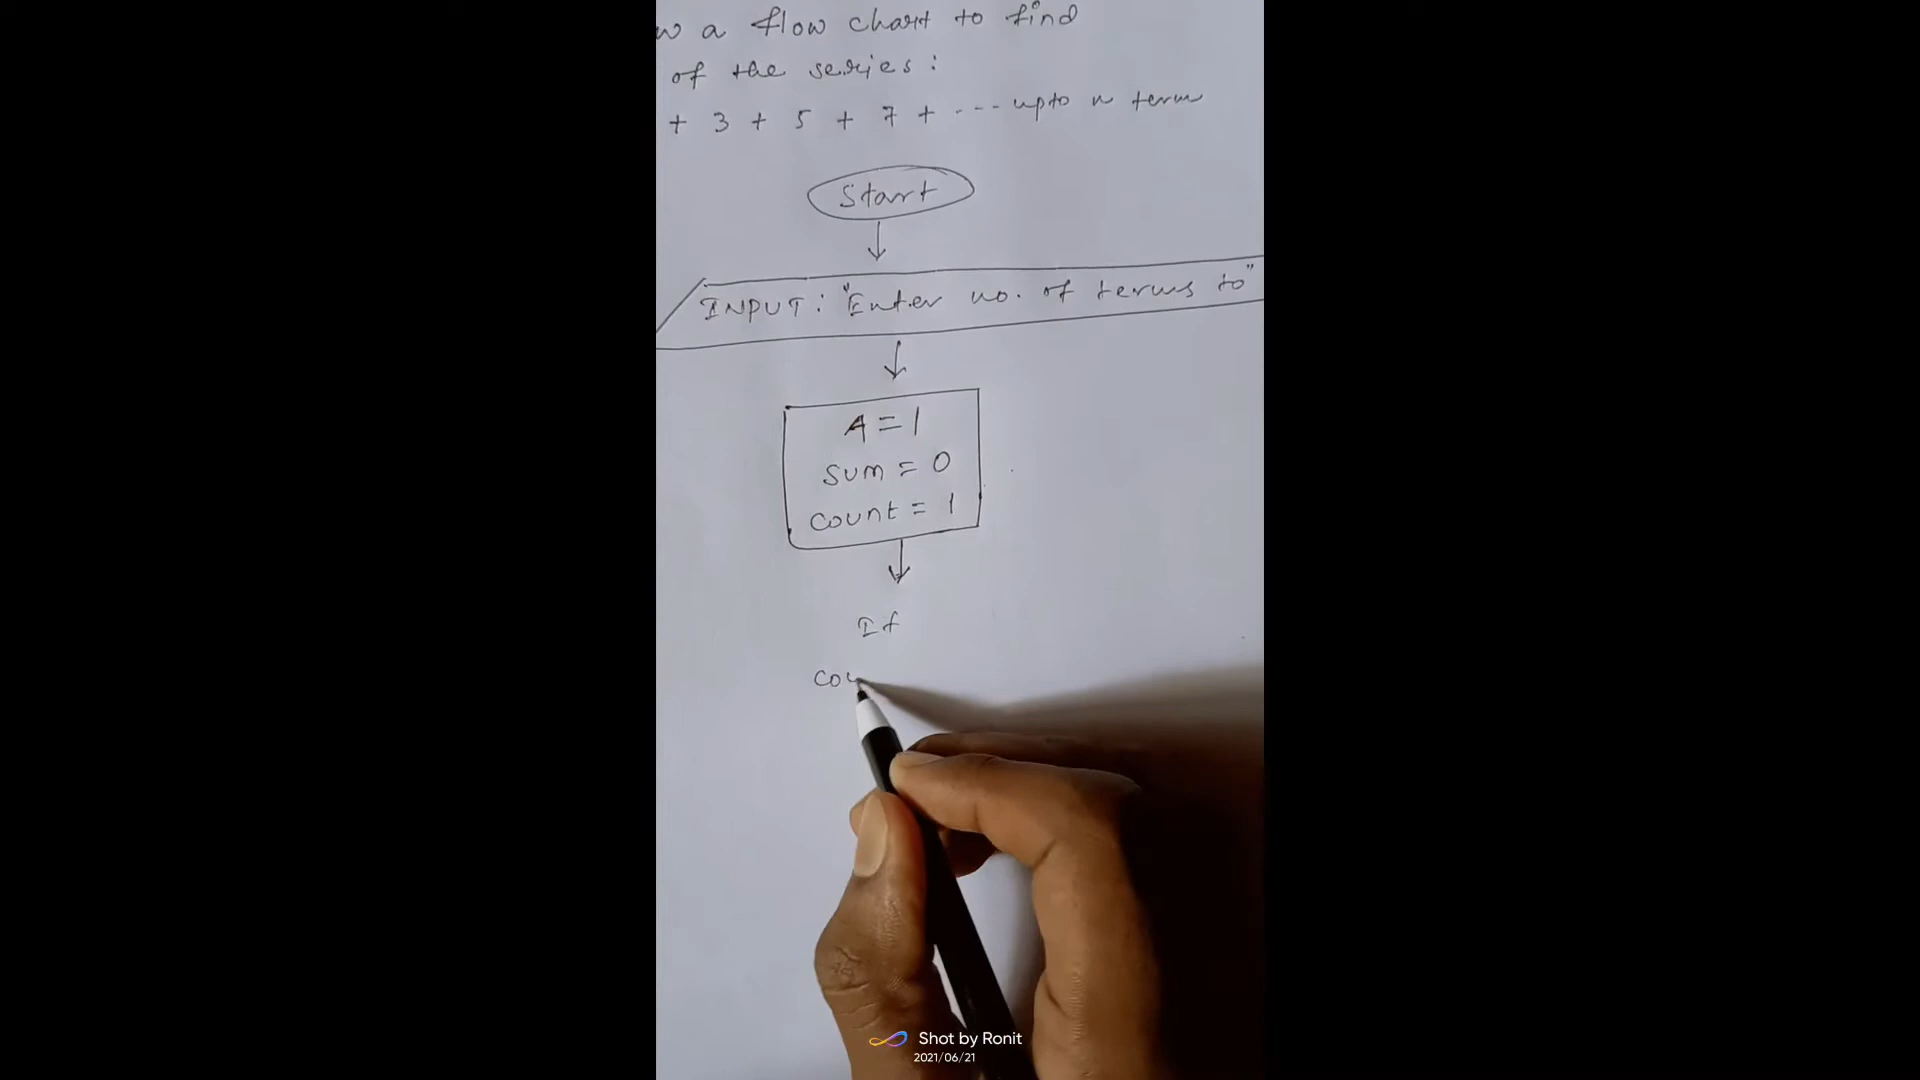 w a flow chart to find
of the series:
+ 3 + 5 + 7 + --- upto n term
Start
INPUT: "Enter no. of terms to"
A = 1
sum = 0
count = 1
If
cou
Shot by Ronit
2021/06/21